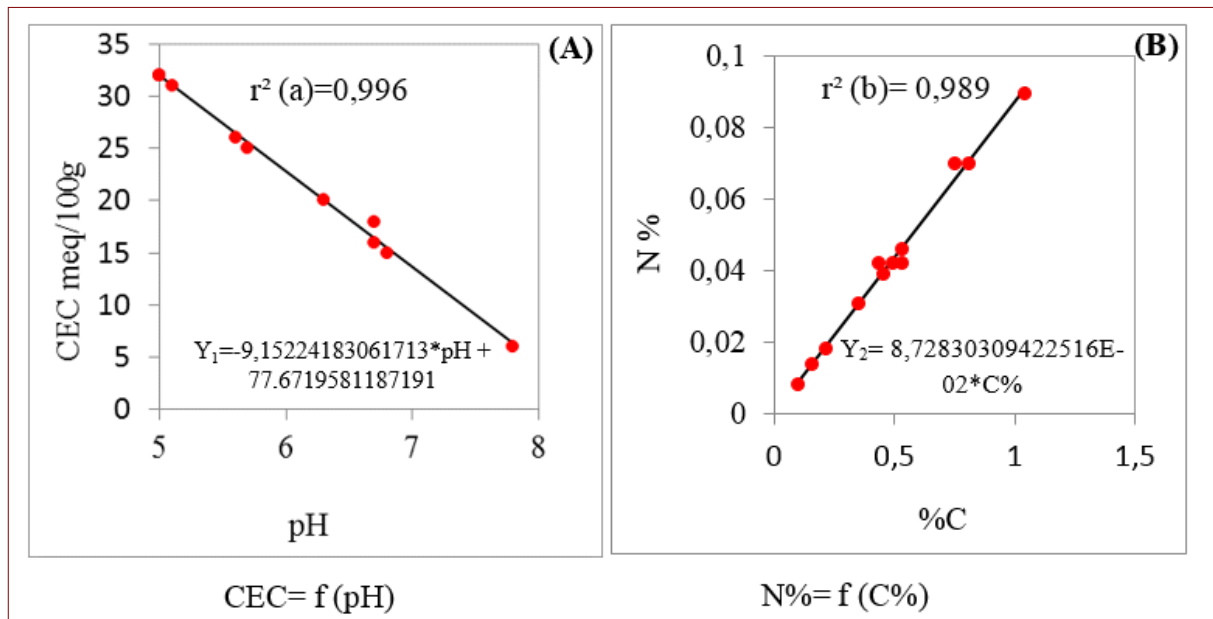 (A)
r² (a)=0,996
CEC meq/100g
35
30
25
20
15
10
5
0
Y₁=-9,15224183061713*pH +
77.6719581187191
5
6
7
8
pH
CEC= f (pH)
(B)
r² (b)= 0,989
N %
0,1
0,08
0,06
0,04
0,02
0
Y₂= 8,72830309422516E-
02*C%
0
0,5
1
1,5
%C
N%= f (C%)